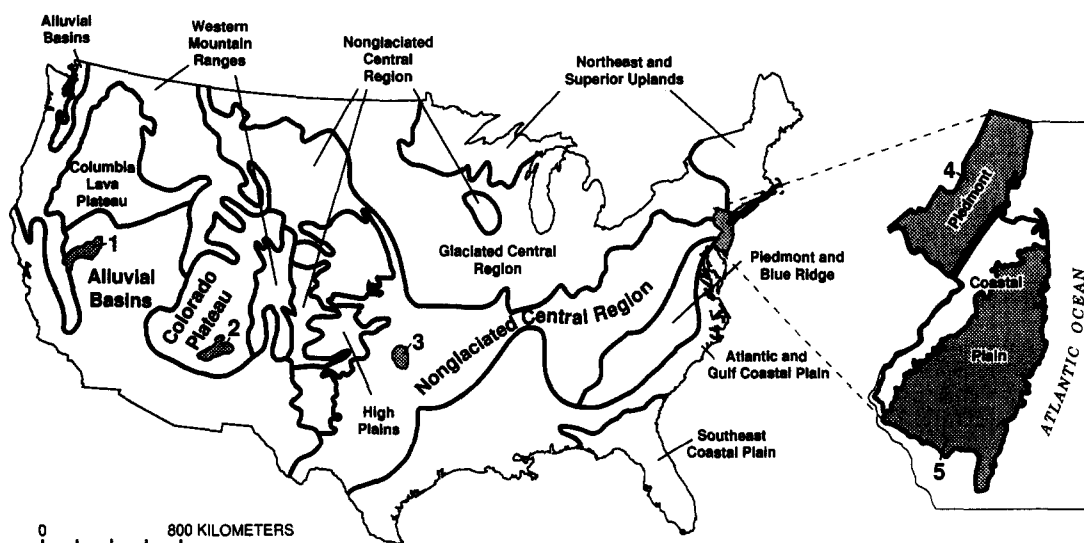 Alluvial
Basins
Western
Mountain
Ranges
Nonglaciated
Central
Region
Northeast and
Superior Uplands
Columbia
Lava
Plateau
1
Alluvial
Basins
Colorado
Plateau
2
Glaciated Central
Region
Nonglaciated Central Region
3
High
Plains
Piedmont and
Blue Ridge
Atlantic and
Gulf Coastal Plain
Southeast
Coastal Plain
4
Piedmont
Coastal
Plain
5
ATLANTIC OCEAN
0 800 KILOMETERS